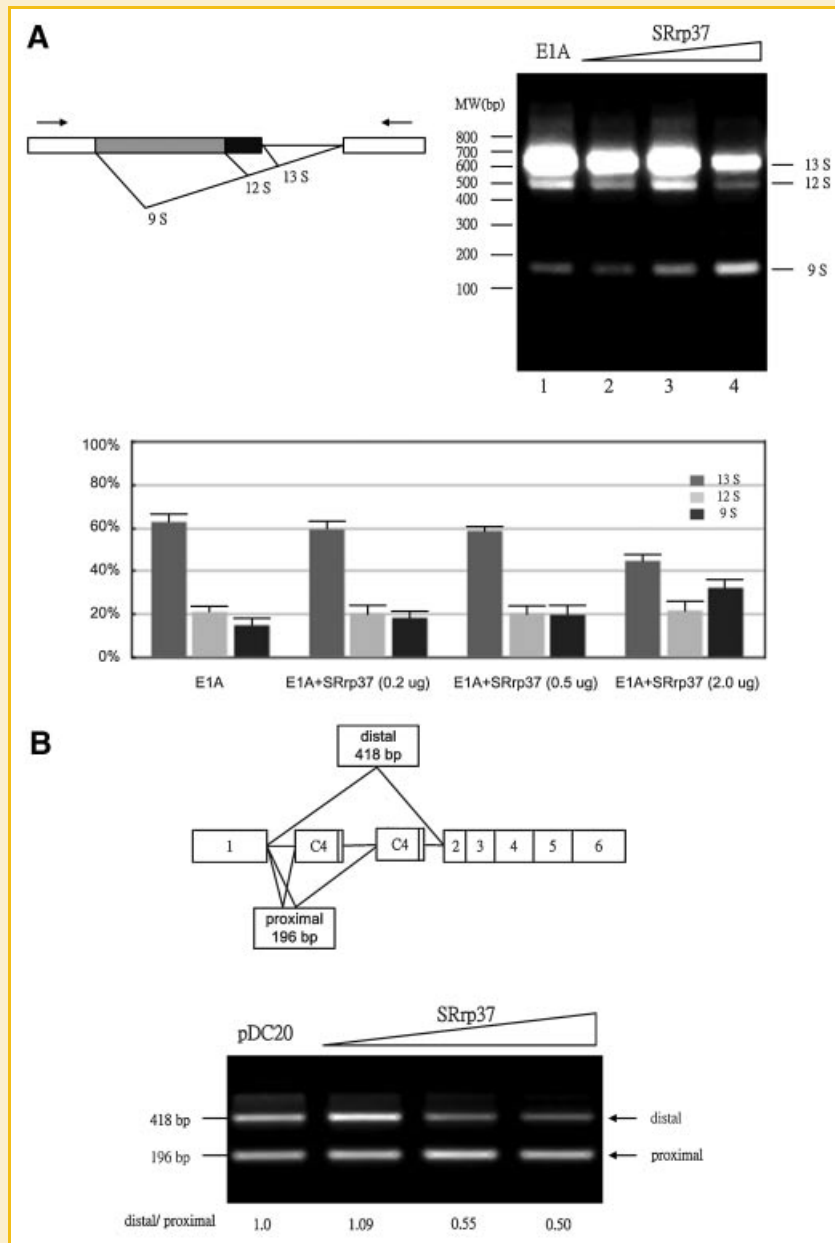 A
E1A SRrp37
MW(bp)
800
700
600
500
400
300
200
100
13 S
12 S
9 S
13 S
12 S
9 S
1 2 3 4
100%
80%
60%
40%
20%
0%
13 S
12 S
9 S
E1A E1A+SRrp37 (0.2 ug) E1A+SRrp37 (0.5 ug) E1A+SRrp37 (2.0 ug)
B
distal
418 bp
1 C4 C4 2 3 4 5 6
proximal
196 bp
pDC20 SRrp37
418 bp distal
196 bp proximal
distal/ proximal 1.0 1.09 0.55 0.50